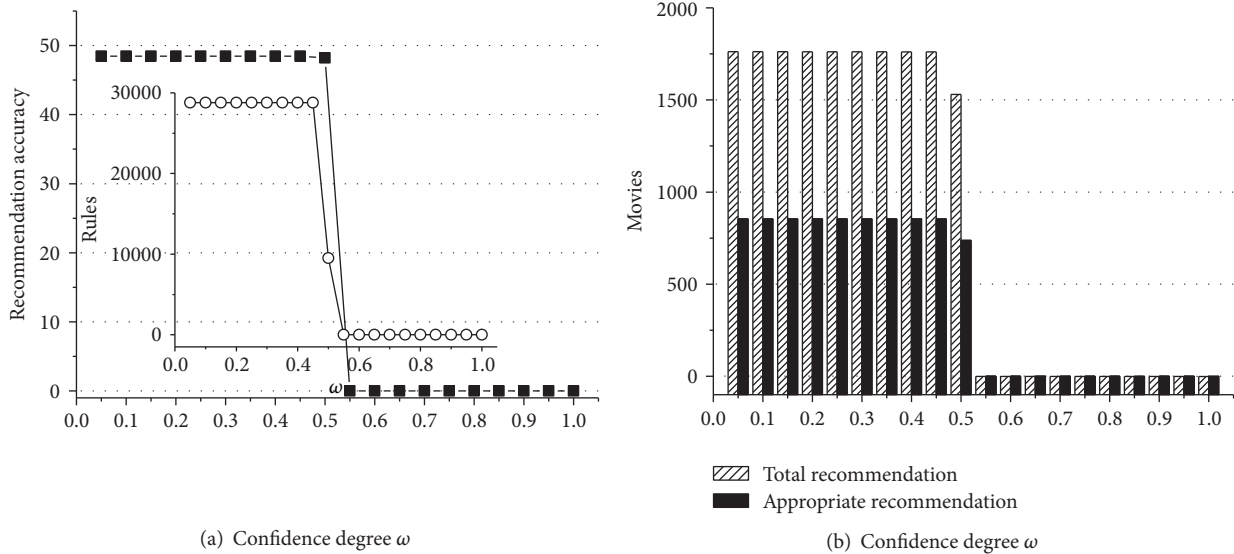 50
40
30
20
10
0
Recommendation accuracy
0.0 0.1 0.2 0.3 0.4 0.5 0.6 0.7 0.8 0.9 1.0
30000
20000
10000
0
Rules
0.0 0.2 0.4 0.6 0.8 1.0
ω
(a) Confidence degree ω
2000
1500
1000
500
0
Movies
0.0 0.1 0.2 0.3 0.4 0.5 0.6 0.7 0.8 0.9 1.0
Total recommendation
Appropriate recommendation
(b) Confidence degree ω